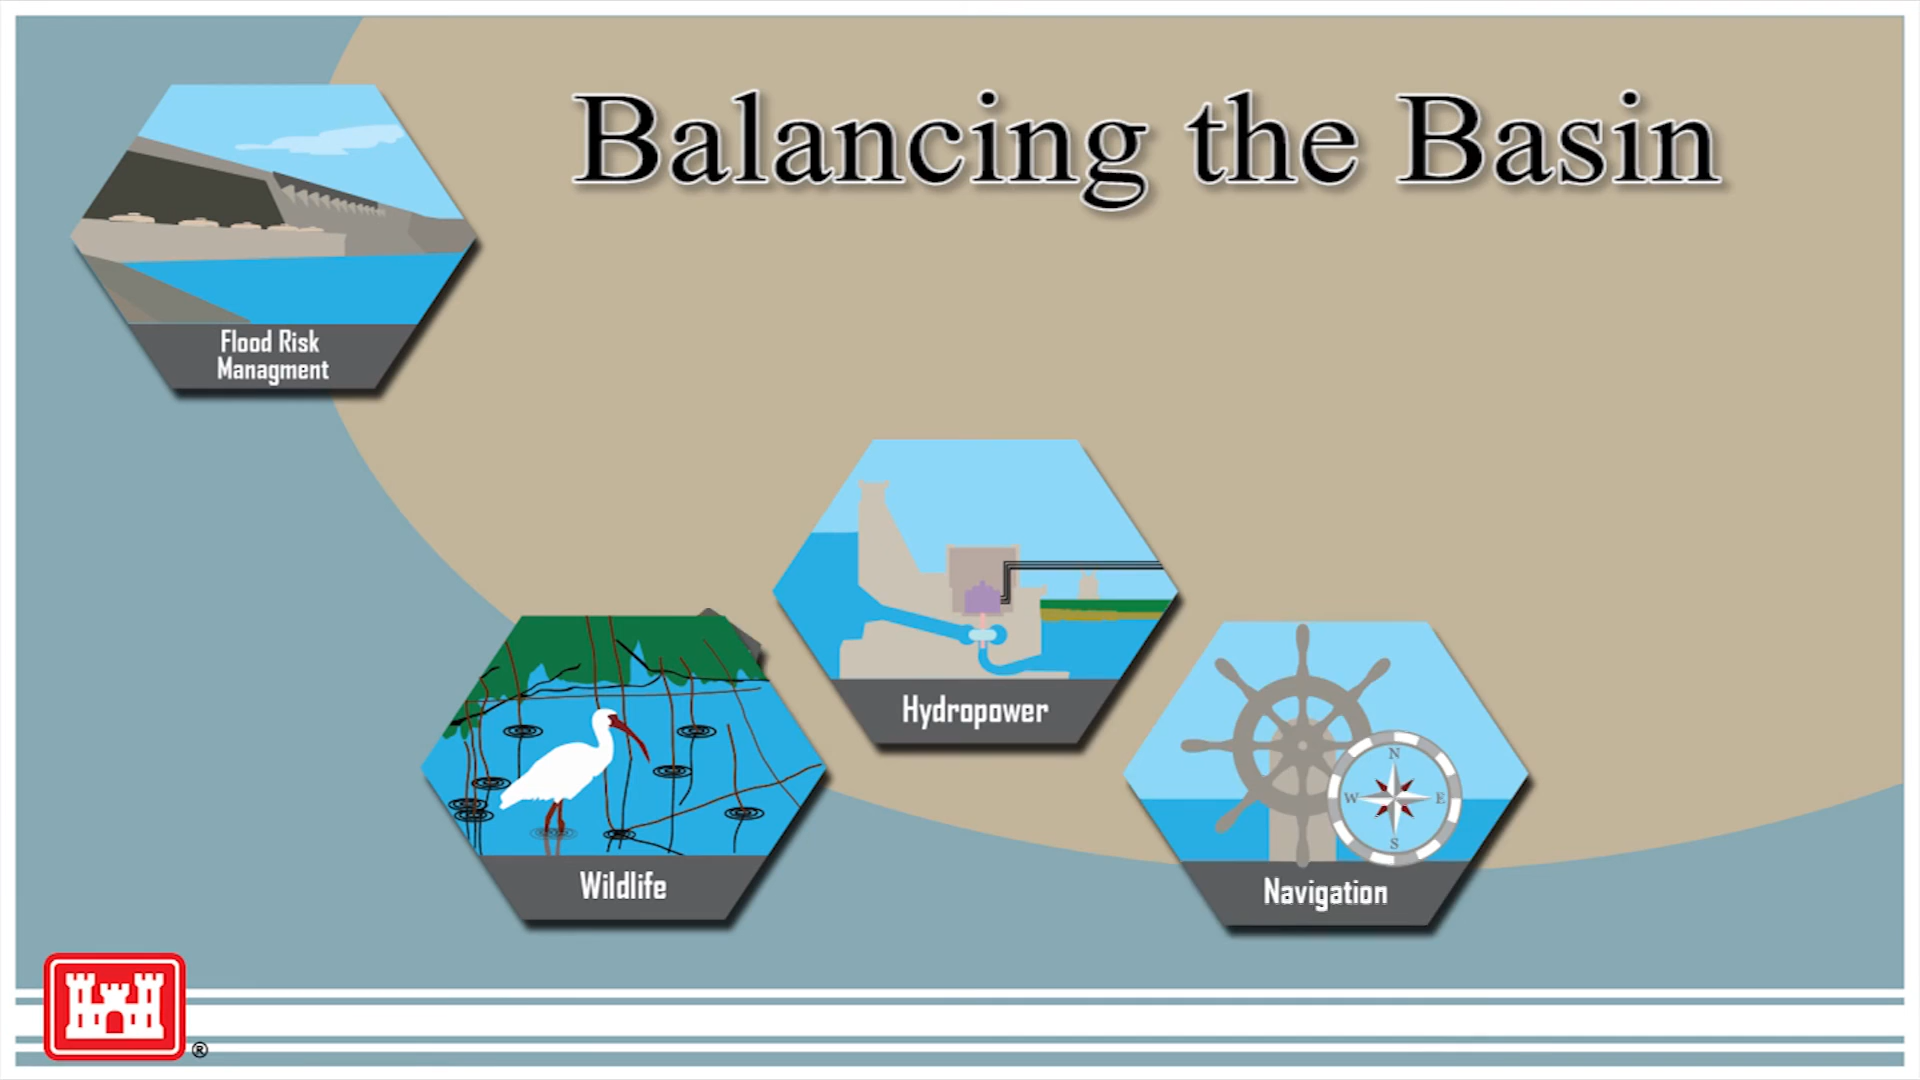 Balancing the Basin
Flood Risk
Managment
Hydropower
Wildlife
Navigation
N
W E
S
®